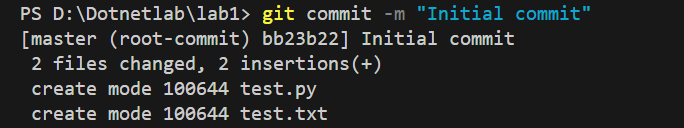 PS D:\Dotnetlab\lab1> git commit -m "Initial commit"
[master (root-commit) bb23b22] Initial commit
 2 files changed, 2 insertions(+)
 create mode 100644 test.py
 create mode 100644 test.txt